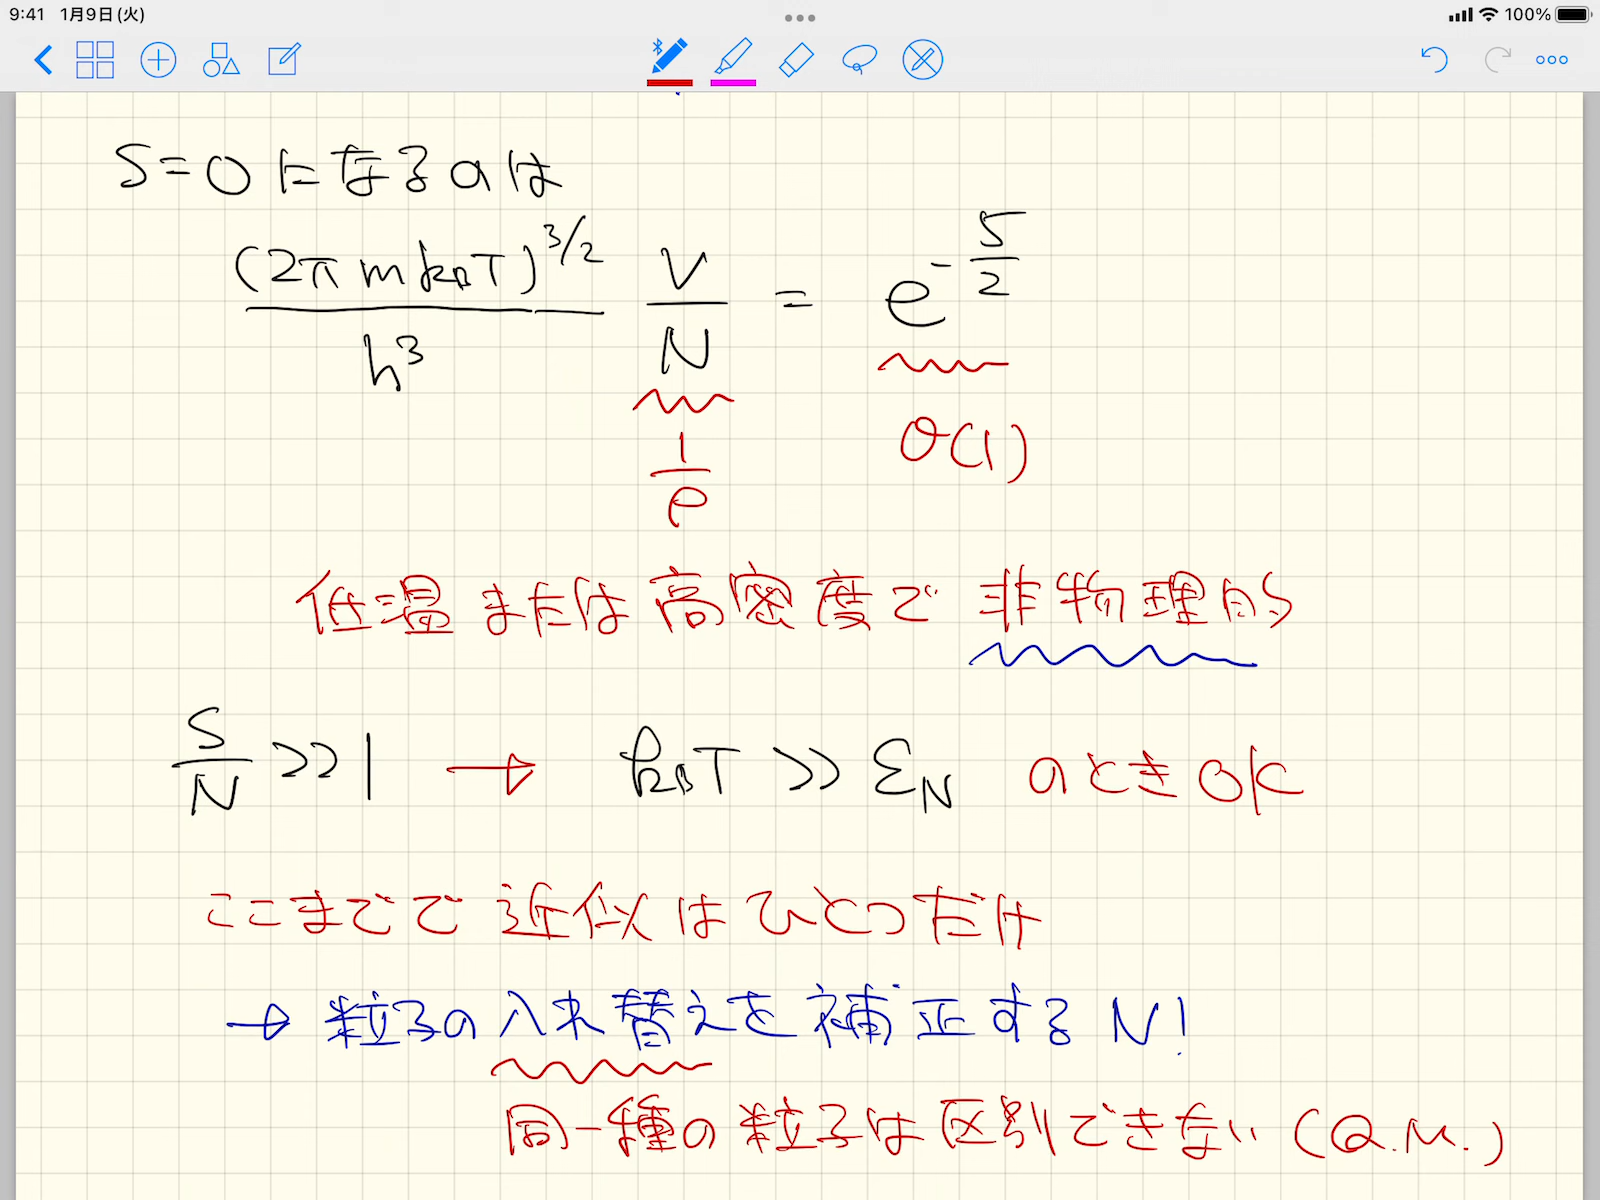 9:41 1月9日(火) 100%
S=0になるのは
(2πmkBT)^3/2 / h^3 V/N = e^-5/2
1/ρ O(1)
低温または高密度で非物理的
S/N >> 1 → kBT >> εN のときOK
ここまでで近似はひとつだけ
→ 粒子の入れ替えを補正する N!
同一種の粒子は区別できない (Q.M.)